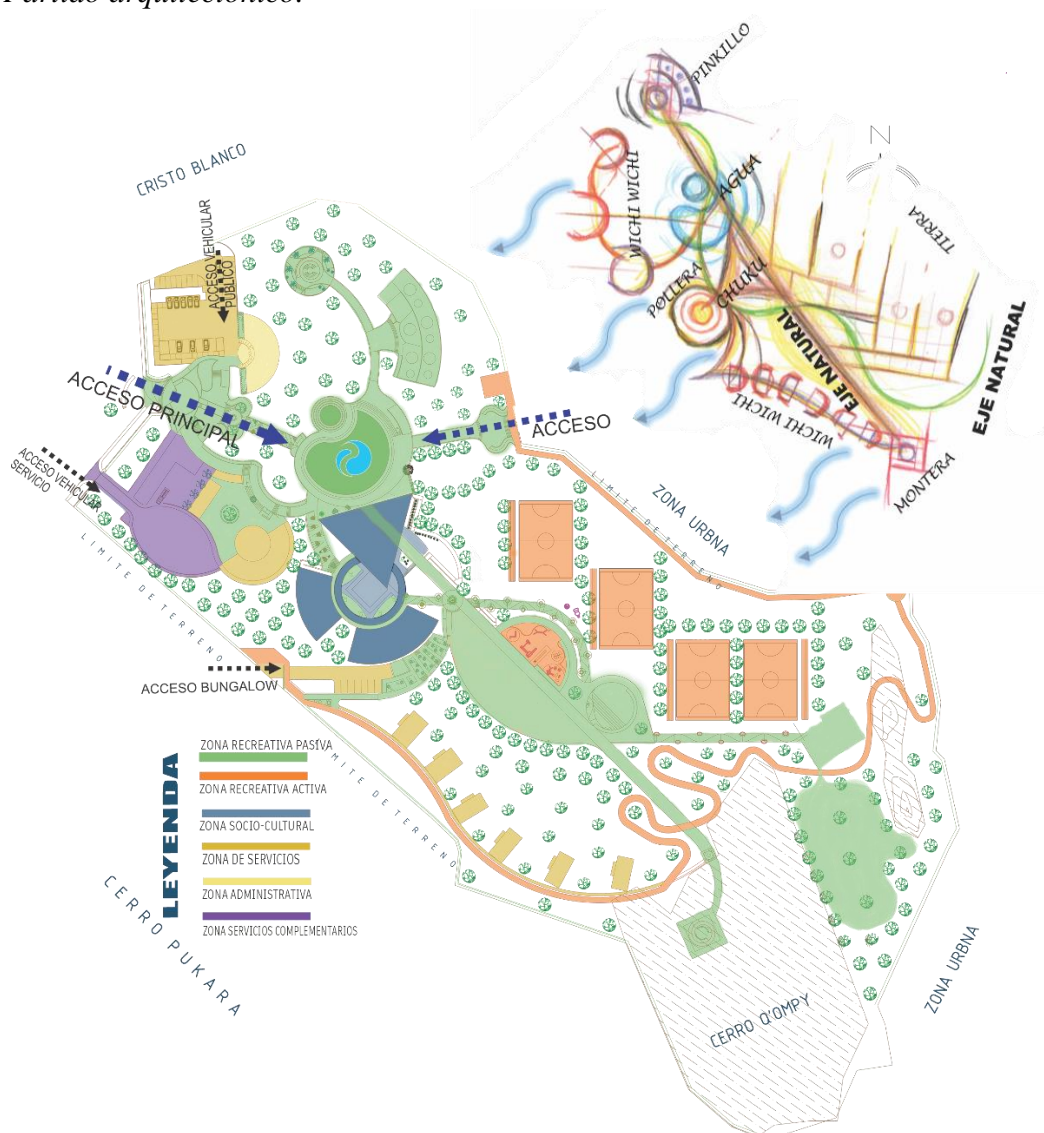 Partido arquitectónico:
PINKILLO
N
CRISTO BLANCO
WICHI WICHI
AGUA
ACCESO VEHICULAR
PUBLICO
TIERRA
POLLERA
CHUKU
EJE NATURAL
EJE NATURAL
WICHI WICHI
MONTERA
ACCESO PRINCIPAL
ACCESO
ACCESO VEHICULAR
SERVICIO
LIMITE DE TERRENO
ZONA URBNA
LIMITE DE TERRENO
ACCESO BUNGALOW
LIMITE DE TERRENO
LEYENDA
ZONA RECREATIVA PASIVA
ZONA RECREATIVA ACTIVA
ZONA SOCIO-CULTURAL
ZONA DE SERVICIOS
ZONA ADMINISTRATIVA
ZONA SERVICIOS COMPLEMENTARIOS
CERRO PUKARA
CERRO Q'OMPY
ZONA URBNA